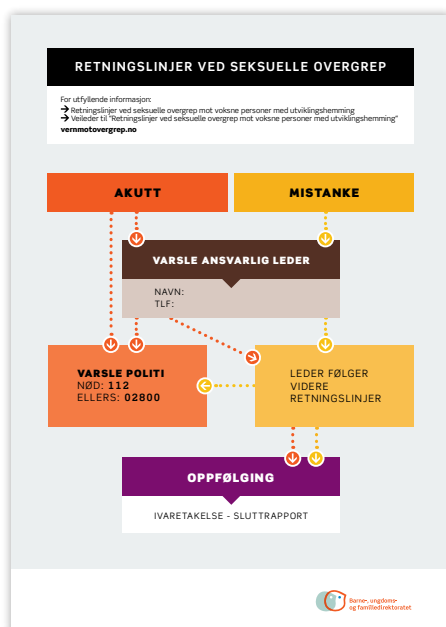 RETNINGSLINJER VED SEKSUELLE OVERGREP
For utfyllende informasjon:
→ Retningslinjer ved seksuelle overgrep mot voksne personer med utviklingshemming
→ Veileder til "Retningslinjer ved seksuelle overgrep mot voksne personer med utviklingshemming"
vernmotovergrep.no
AKUTT
MISTANKE
VARSLE ANSVARLIG LEDER
NAVN:
TLF:
VARSLE POLITI
NØD: 112
ELLERS: 02800
LEDER FØLGER
VIDERE
RETNINGSLINJER
OPPFØLGING
IVARETAKELSE - SLUTTRAPPORT
Barne-, ungdoms-
og familiedirektoratet